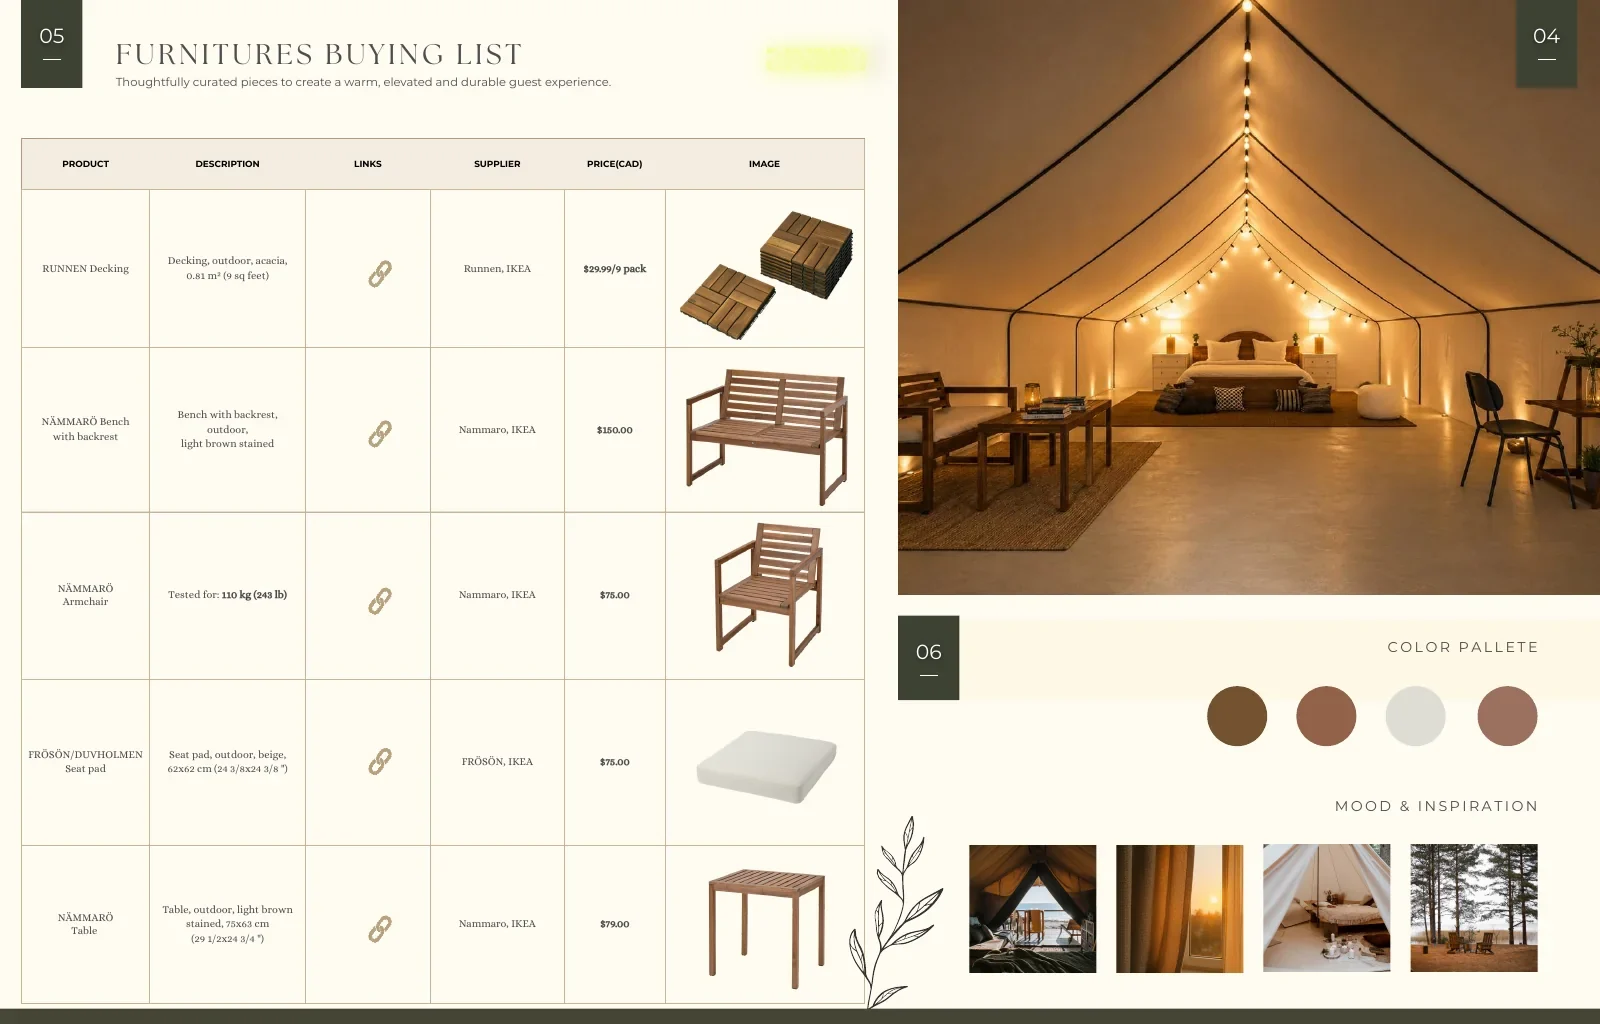 05
FURNITURES BUYING LIST
Thoughtfully curated pieces to create a warm, elevated and durable guest experience.
PRODUCT DESCRIPTION LINKS SUPPLIER PRICE(CAD) IMAGE
RUNNEN Decking
Decking, outdoor, acacia,
0.81 m² (9 sq feet)
Runnen, IKEA
$29.99/9 pack
NÄMMARÖ Bench
with backrest
Bench with backrest,
outdoor,
light brown stained
Nammaro, IKEA
$150.00
NÄMMARÖ
Armchair
Tested for: 110 kg (243 lb)
Nammaro, IKEA
$75.00
FRÖSÖN/DUVHOLMEN
Seat pad
Seat pad, outdoor, beige,
62x62 cm (24 3/8x24 3/8 ")
FRÖSÖN, IKEA
$75.00
NÄMMARÖ
Table
Table, outdoor, light brown
stained, 75x63 cm
(29 1/2x24 3/4 ")
Nammaro, IKEA
$79.00
04
06
COLOR PALLETE
MOOD & INSPIRATION